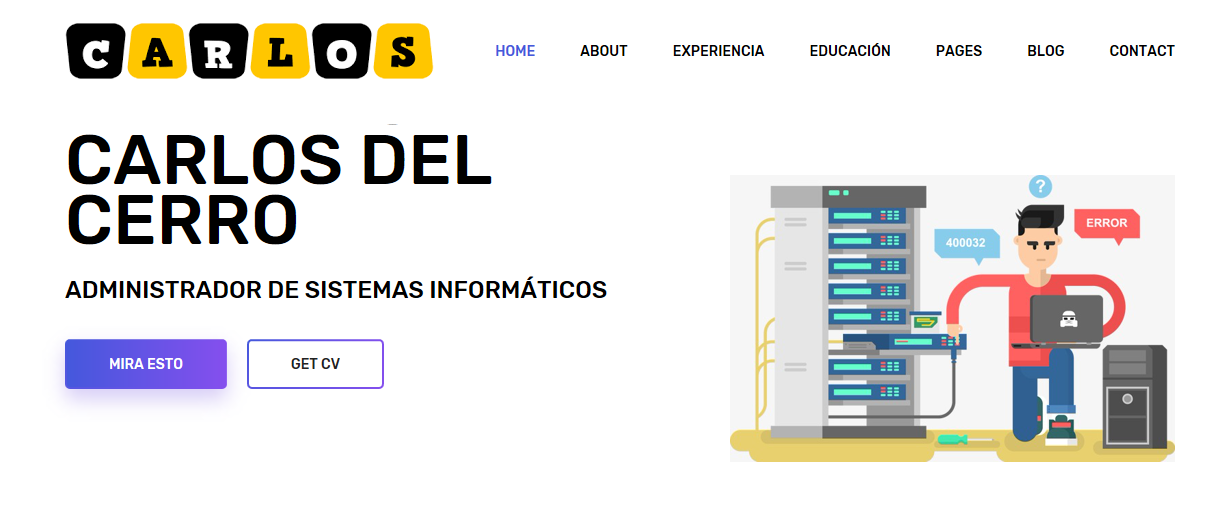 CARLOS
HOME ABOUT EXPERIENCIA EDUCACIÓN PAGES BLOG CONTACT
CARLOS DEL
CERRO
ADMINISTRADOR DE SISTEMAS INFORMÁTICOS
MIRA ESTO
GET CV
?
ERROR
400032